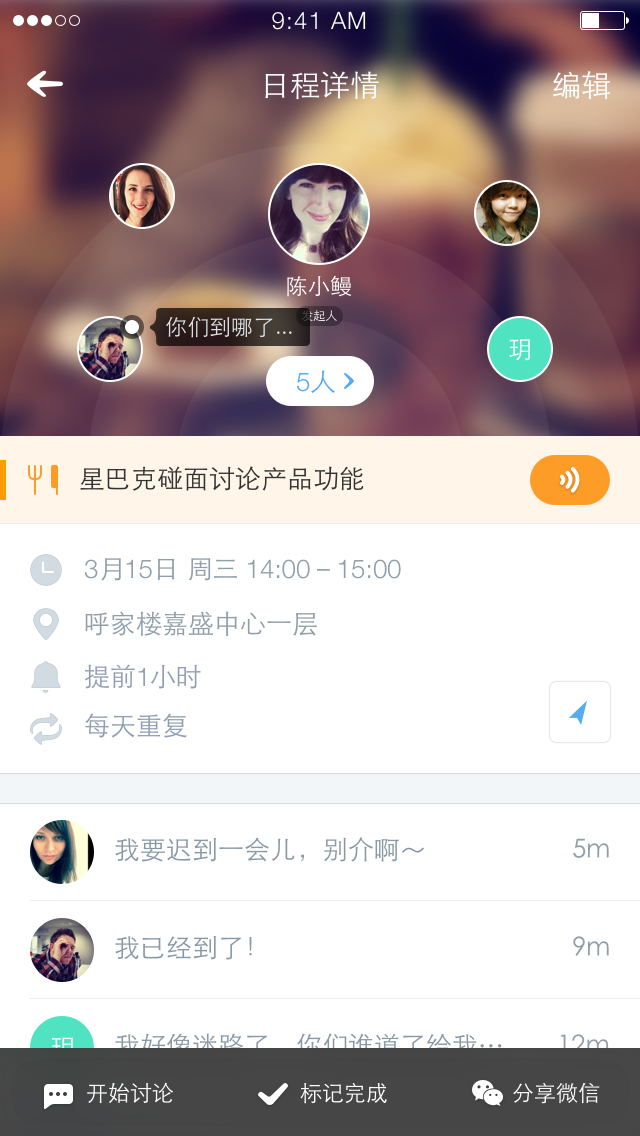 9:41 AM
日程详情
编辑
陈小鳗
发起人
你们到哪了...
玥
5人
星巴克碰面讨论产品功能
3月15日 周三 14:00 – 15:00
呼家楼嘉盛中心一层
提前1小时
每天重复
我要迟到一会儿，别介啊～
5m
我已经到了！
9m
玥
我好像迷路了，你们谁道了给我…
12m
开始讨论
标记完成
分享微信